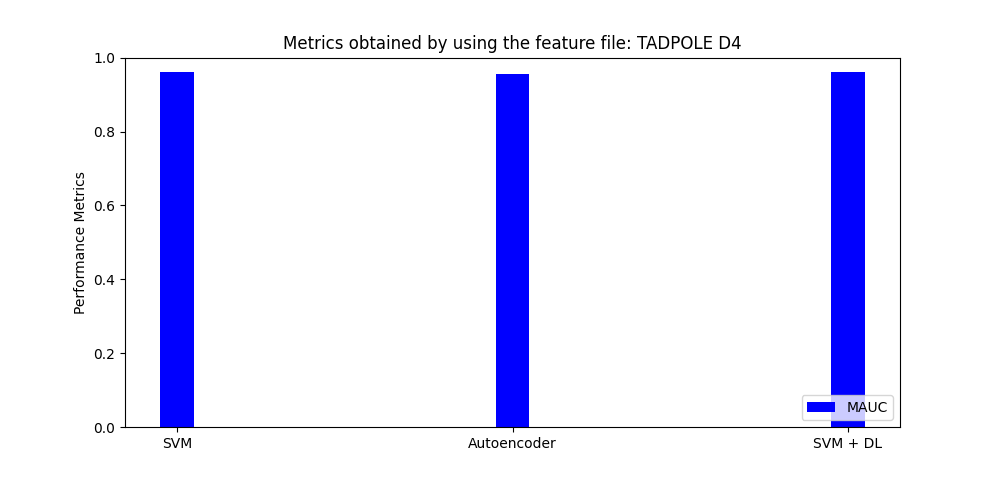 Metrics obtained by using the feature file: TADPOLE D4
Performance Metrics
1.0
0.8
0.6
0.4
0.2
0.0
MAUC
SVM
Autoencoder
SVM + DL